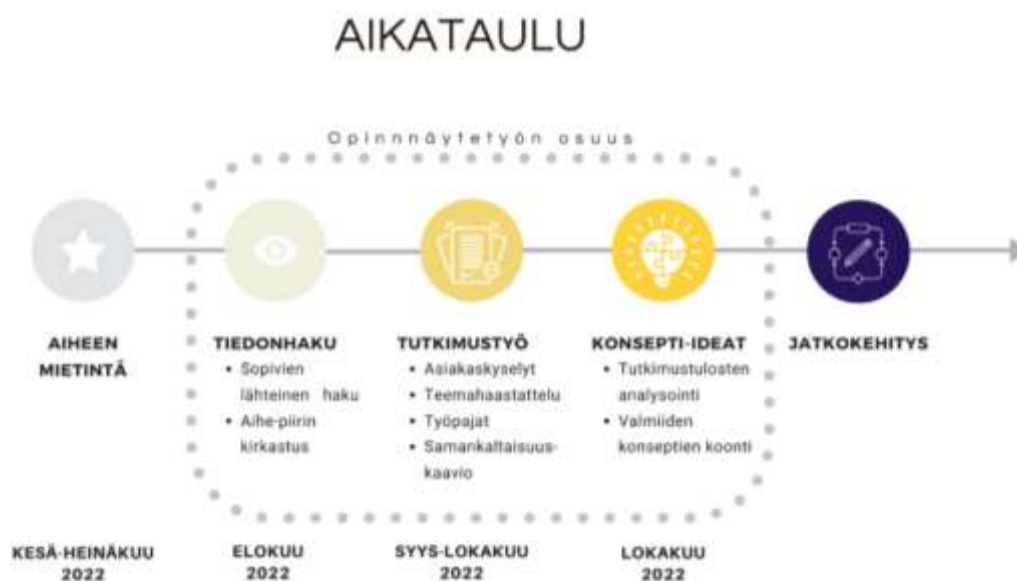 AIKATAULU
Opinnnäytetyön osuus
AIHEEN
MIETINTÄ
TIEDONHAKU
• Sopivien
lähteinen haku
• Aihe-piirin
kirkastus
TUTKIMUSTYÖ
• Asiakaskyselyt
• Teemahaastattelu
• Työpajat
• Samankaltaisuus-
kaavio
KONSEPTI-IDEAT
• Tutkimustulosten
analysointi
• Valmiiden
konseptien koonti
JATKOKEHITYS
KESÄ-HEINÄKUU
2022
ELOKUU
2022
SYYS-LOKAKUU
2022
LOKAKUU
2022